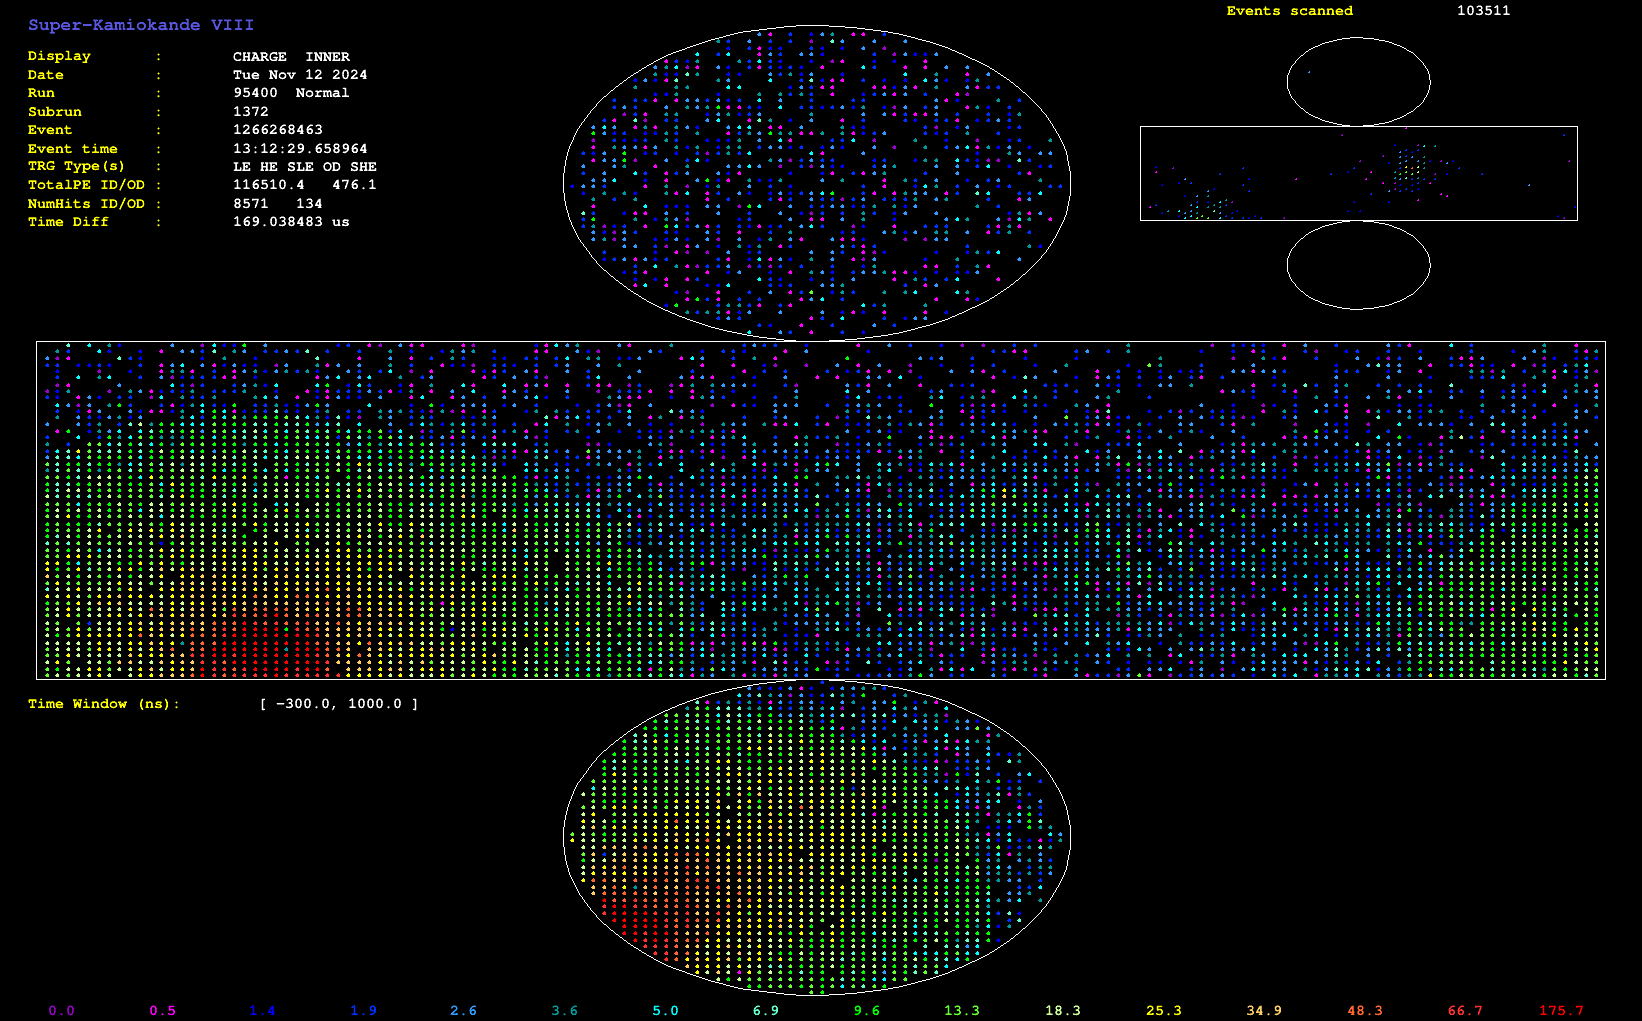 Super-Kamiokande VIII
Events scanned 103511
Display : CHARGE INNER
Date : Tue Nov 12 2024
Run : 95400 Normal
Subrun : 1372
Event : 1266268463
Event time : 13:12:29.658964
TRG Type(s) : LE HE SLE OD SHE
TotalPE ID/OD : 116510.4 476.1
NumHits ID/OD : 8571 134
Time Diff : 169.038483 us
Time Window (ns): [ -300.0, 1000.0 ]
0.0 0.5 1.4 1.9 2.6 3.6 5.0 6.9 9.6 13.3 18.3 25.3 34.9 48.3 66.7 175.7